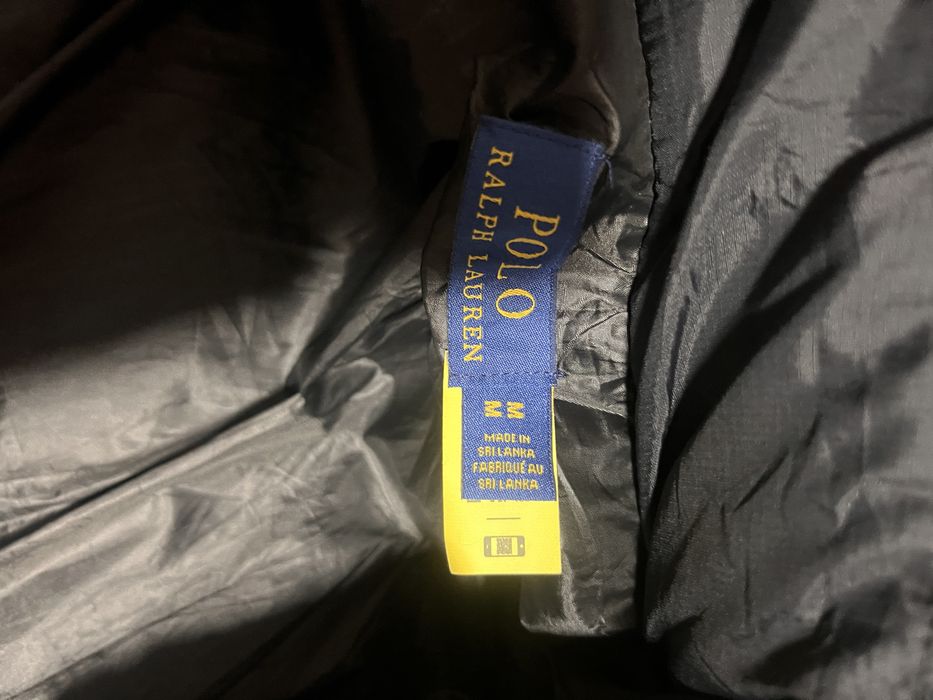 POLO
RALPH LAUREN
M M
MADE IN
SRI LANKA
FABRIQUÉ AU
SRI LANKA